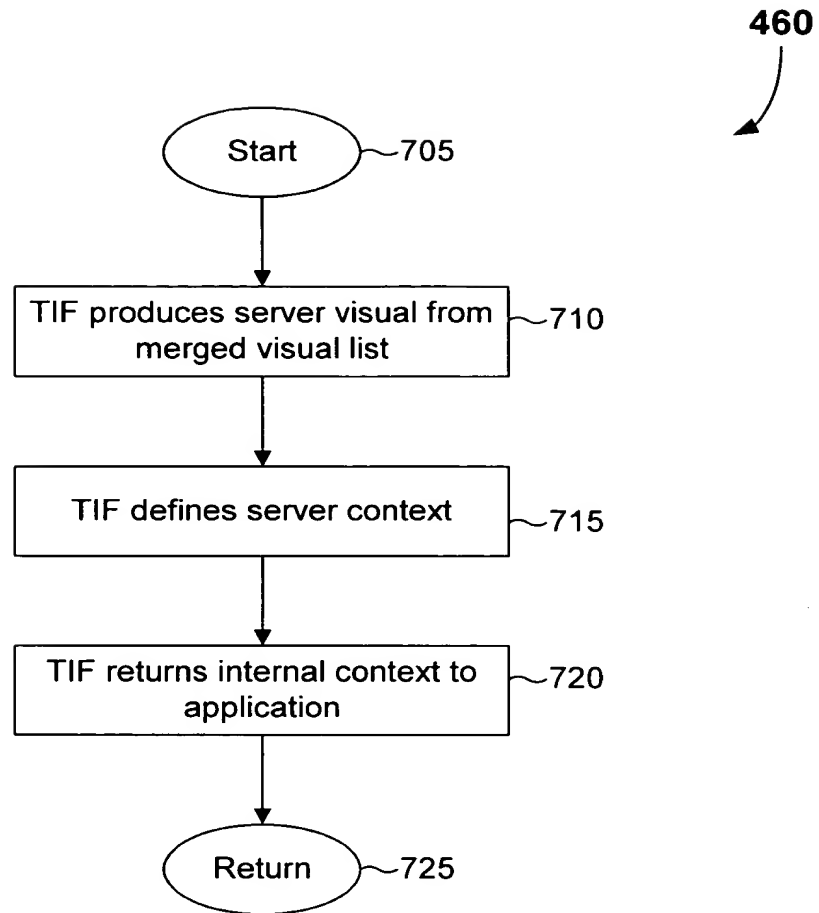 460
Start
705
TIF produces server visual from
merged visual list
710
TIF defines server context
715
TIF returns internal context to
application
720
Return
725